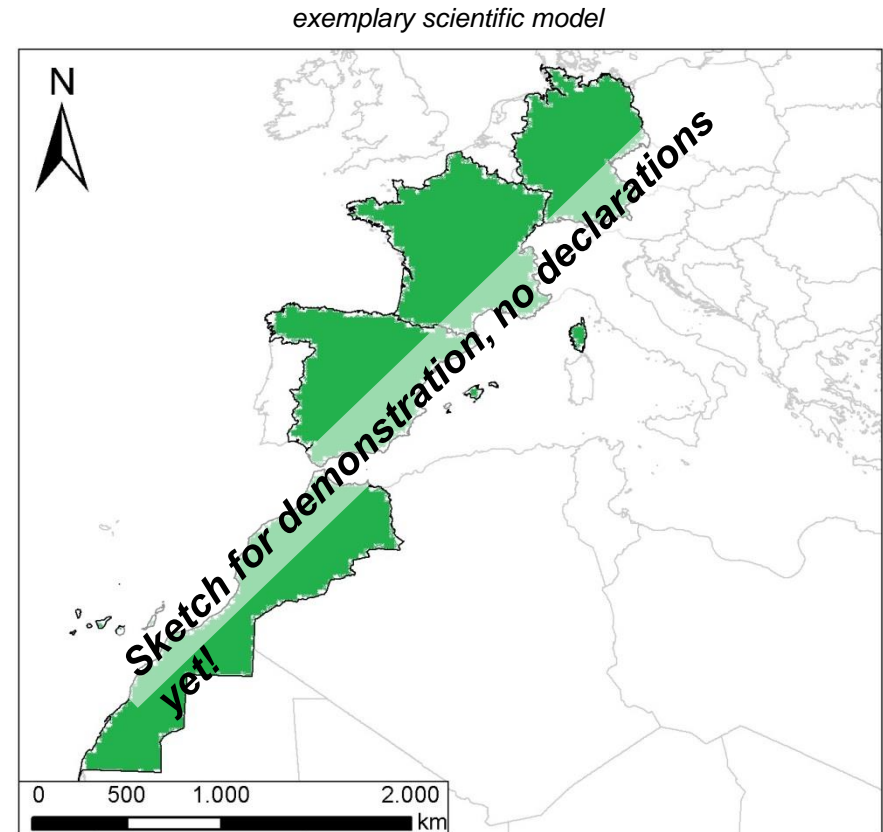 exemplary scientific model
N
Sketch for demonstration, no declarations
yet!
0 500 1.000 2.000
km